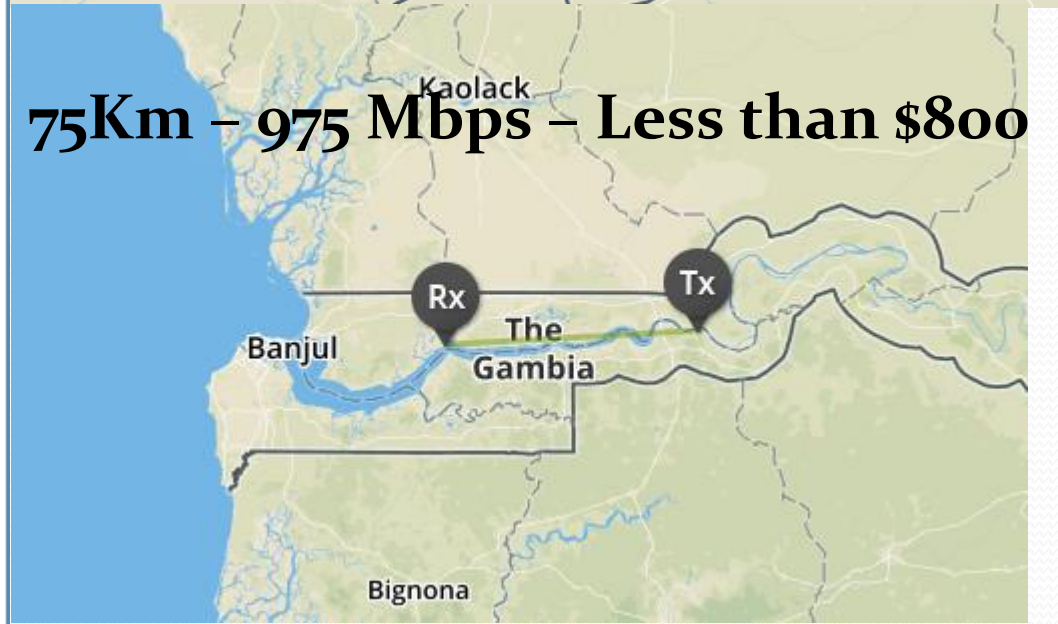 Kaolack
75Km – 975 Mbps – Less than $800
Tx
Rx
The
Gambia
Banjul
Bignona